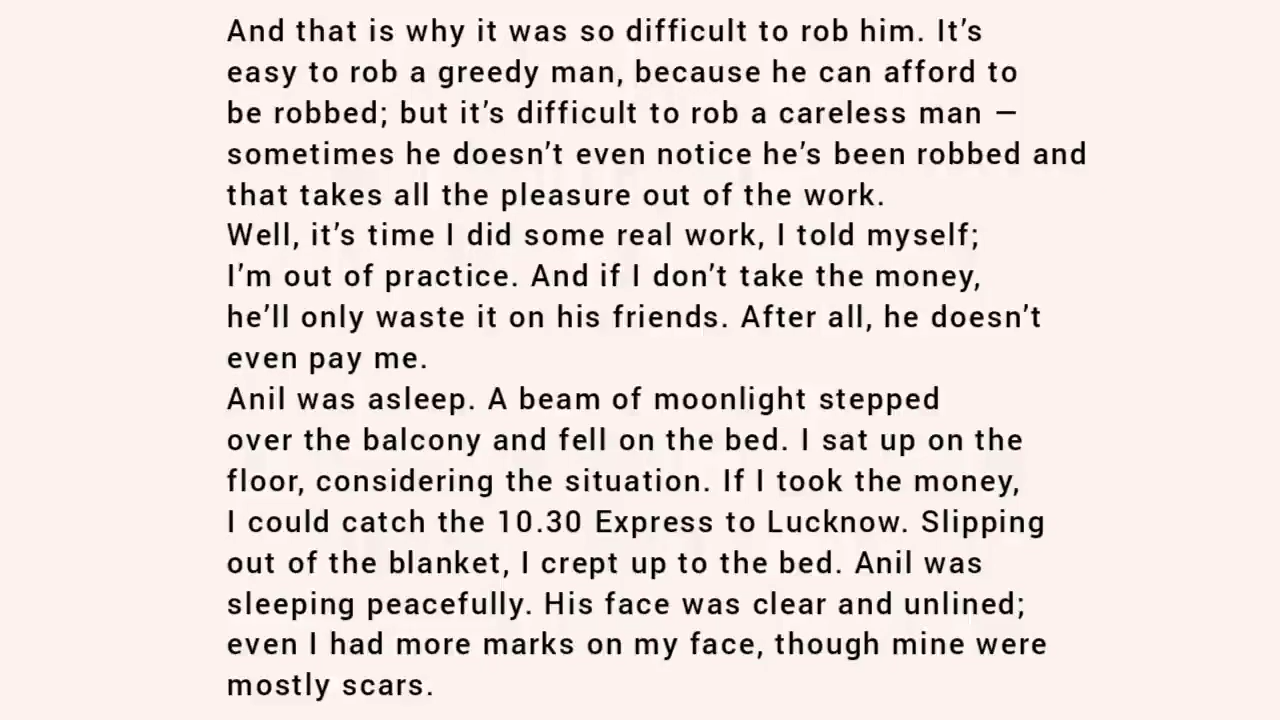 And that is why it was so difficult to rob him. It’s
easy to rob a greedy man, because he can afford to
be robbed; but it’s difficult to rob a careless man —
sometimes he doesn’t even notice he’s been robbed and
that takes all the pleasure out of the work.
Well, it’s time I did some real work, I told myself;
I’m out of practice. And if I don’t take the money,
he’ll only waste it on his friends. After all, he doesn’t
even pay me.
Anil was asleep. A beam of moonlight stepped
over the balcony and fell on the bed. I sat up on the
floor, considering the situation. If I took the money,
I could catch the 10.30 Express to Lucknow. Slipping
out of the blanket, I crept up to the bed. Anil was
sleeping peacefully. His face was clear and unlined;
even I had more marks on my face, though mine were
mostly scars.